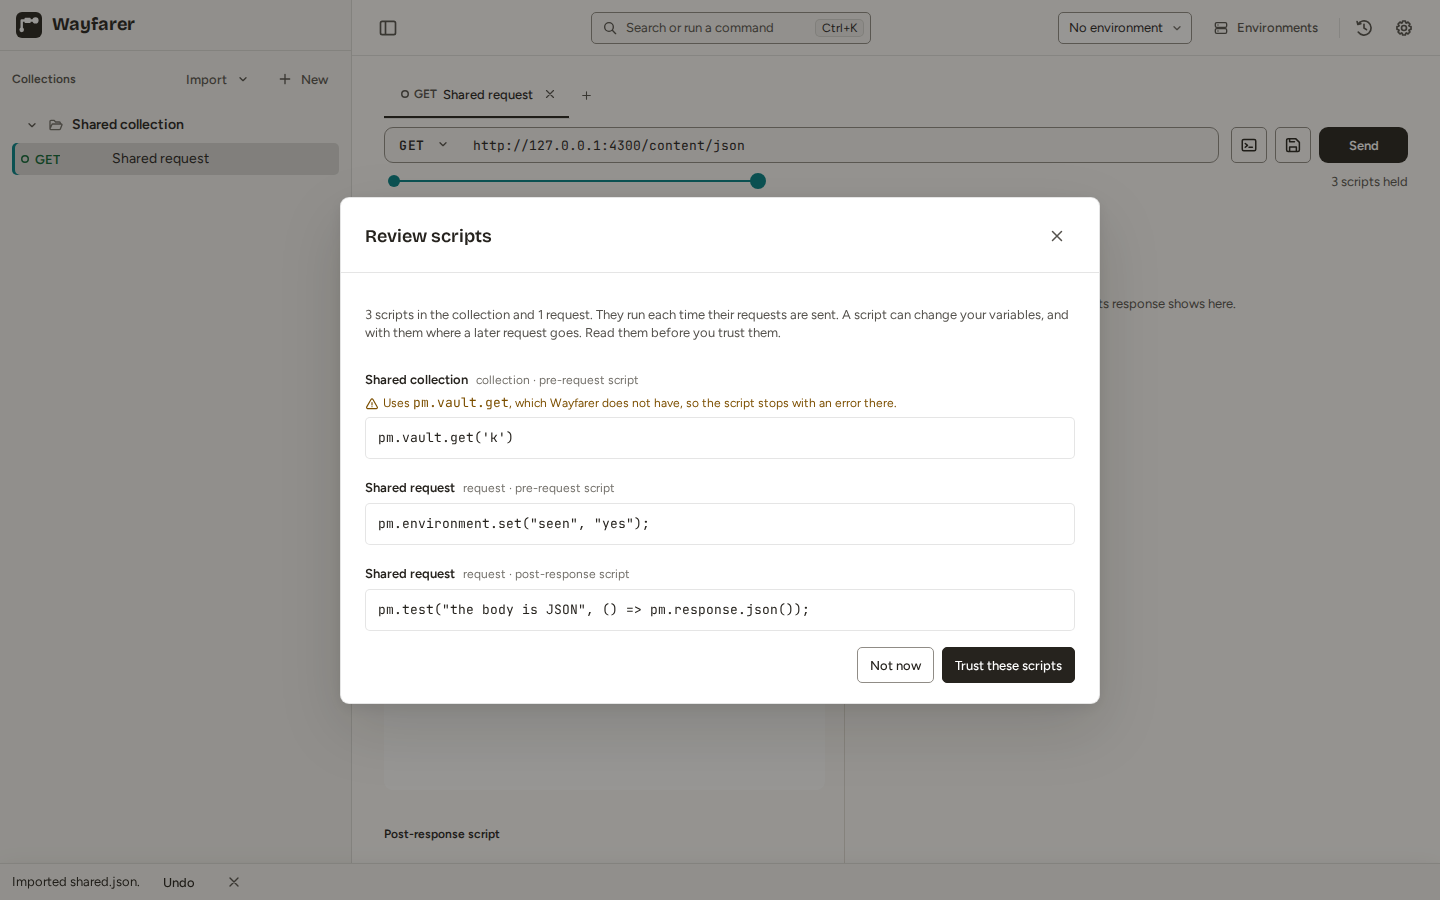 Wayfarer
Search or run a command Ctrl+K
No environment
Environments
Collections
Import
New
GET Shared request
Shared collection
GET Shared request
GET http://127.0.0.1:4300/content/json
Send
3 scripts held
Review scripts
3 scripts in the collection and 1 request. They run each time their requests are sent. A script can change your variables, and
with them where a later request goes. Read them before you trust them.
ts response shows here.
Shared collection collection · pre-request script
Uses pm.vault.get, which Wayfarer does not have, so the script stops with an error there.
pm.vault.get('k')
Shared request request · pre-request script
pm.environment.set("seen", "yes");
Shared request request · post-response script
pm.test("the body is JSON", () => pm.response.json());
Not now
Trust these scripts
Post-response script
Imported shared.json. Undo